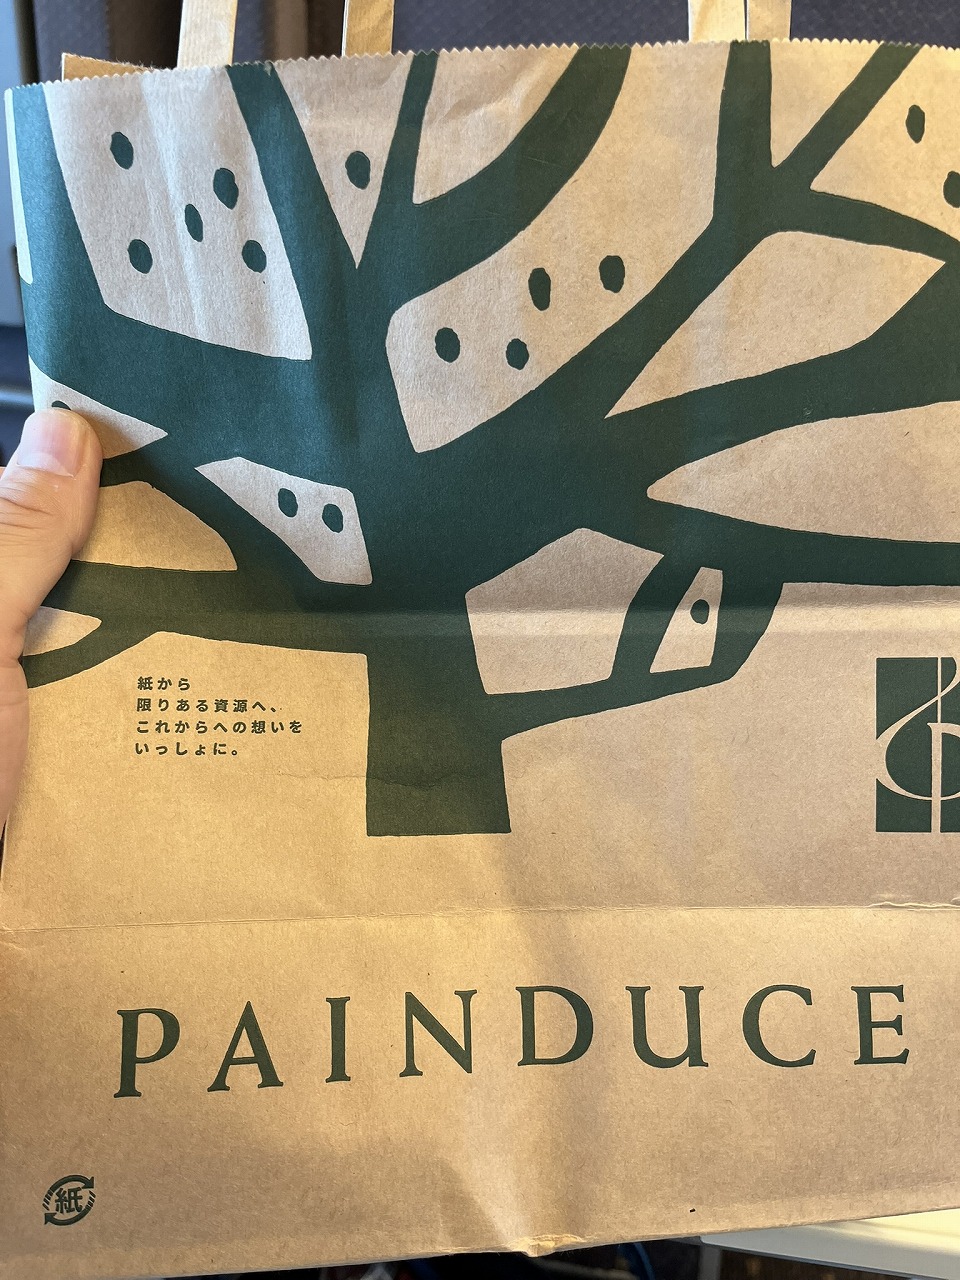 紙から
限りある資源へ、
これからへの想いを
いっしょに。
PAINDUCE
紙